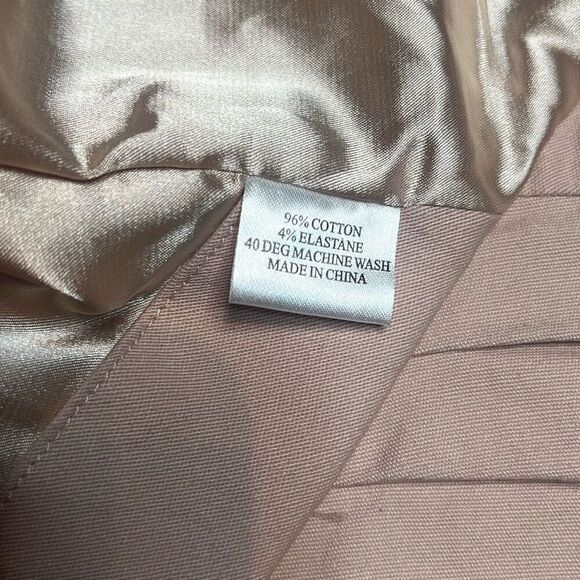 96% COTTON
4% ELASTANE
40 DEG MACHINE WASH
MADE IN CHINA